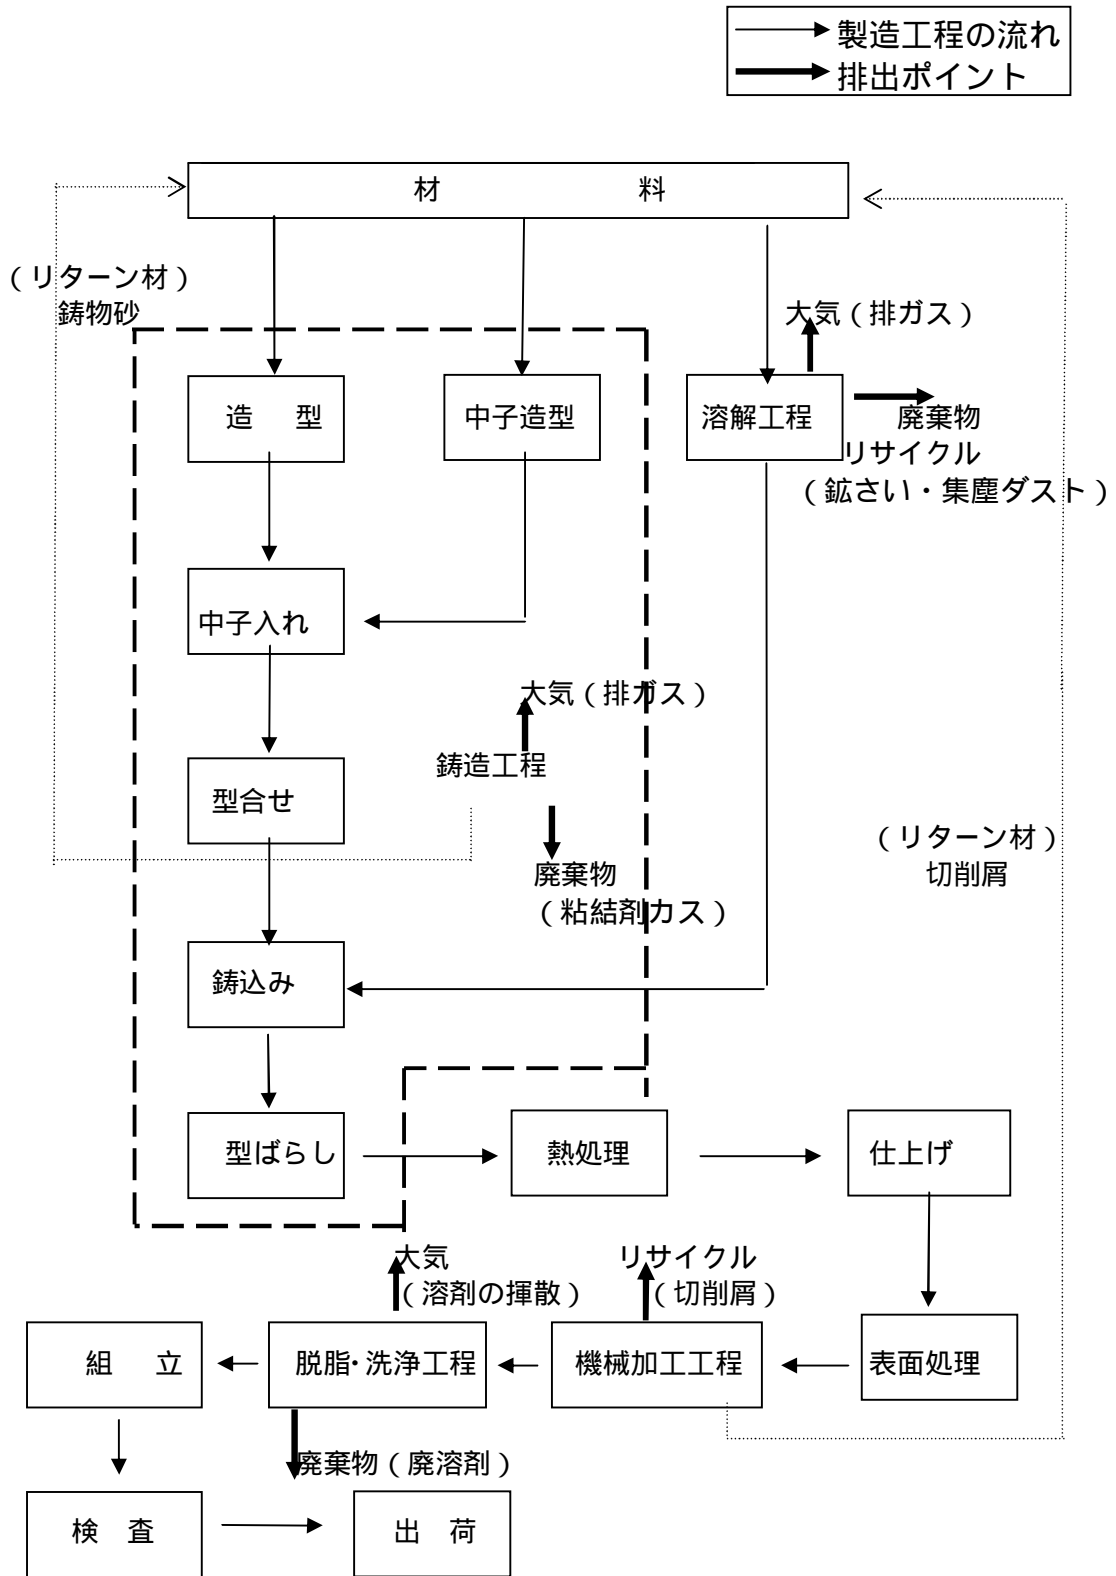 製造工程の流れ
排出ポイント
材 料
(リターン材)
鋳物砂
大気(排ガス)
造 型
中子造型
溶解工程
廃棄物
リサイクル
(鉱さい・集塵ダスト)
中子入れ
大気(排ガス)
鋳造工程
型合せ
廃棄物
(粘結剤カス)
(リターン材)
切削屑
鋳込み
型ばらし
熱処理
仕上げ
大気
(溶剤の揮散)
リサイクル
(切削屑)
組 立
脱脂・洗浄工程
機械加工工程
表面処理
廃棄物(廃溶剤)
検 査
出 荷